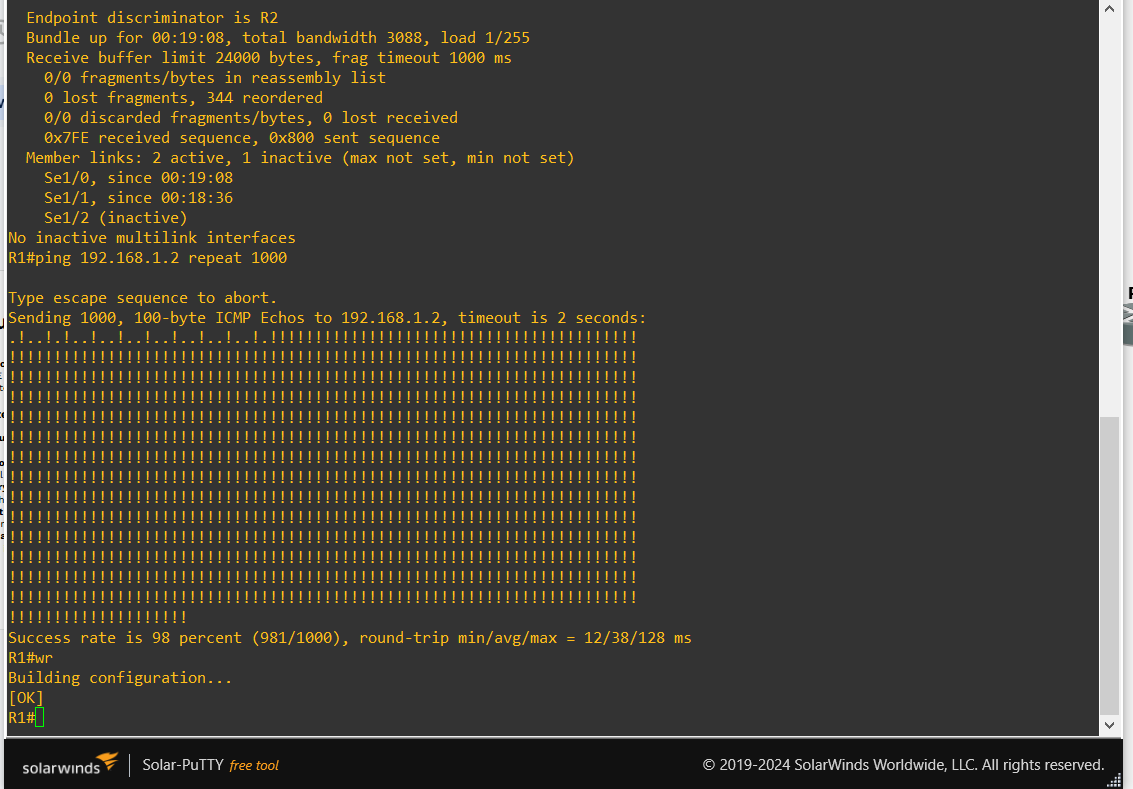 Endpoint discriminator is R2
Bundle up for 00:19:08, total bandwidth 3088, load 1/255
Receive buffer limit 24000 bytes, frag timeout 1000 ms
0/0 fragments/bytes in reassembly list
0 lost fragments, 344 reordered
0/0 discarded fragments/bytes, 0 lost received
0x7FE received sequence, 0x800 sent sequence
Member links: 2 active, 1 inactive (max not set, min not set)
Se1/0, since 00:19:08
Se1/1, since 00:18:36
Se1/2 (inactive)
No inactive multilink interfaces
R1#ping 192.168.1.2 repeat 1000
Type escape sequence to abort.
Sending 1000, 100-byte ICMP Echos to 192.168.1.2, timeout is 2 seconds:
.!..!.!..!..!..!..!..!..!..!.!!!!!!!!!!!!!!!!!!!!!!!!!!!!!!!!!!!!!!!!!
!!!!!!!!!!!!!!!!!!!!!!!!!!!!!!!!!!!!!!!!!!!!!!!!!!!!!!!!!!!!!!!!!!!!!!
!!!!!!!!!!!!!!!!!!!!!!!!!!!!!!!!!!!!!!!!!!!!!!!!!!!!!!!!!!!!!!!!!!!!!!
!!!!!!!!!!!!!!!!!!!!!!!!!!!!!!!!!!!!!!!!!!!!!!!!!!!!!!!!!!!!!!!!!!!!!!
!!!!!!!!!!!!!!!!!!!!!!!!!!!!!!!!!!!!!!!!!!!!!!!!!!!!!!!!!!!!!!!!!!!!!!
!!!!!!!!!!!!!!!!!!!!!!!!!!!!!!!!!!!!!!!!!!!!!!!!!!!!!!!!!!!!!!!!!!!!!!
!!!!!!!!!!!!!!!!!!!!!!!!!!!!!!!!!!!!!!!!!!!!!!!!!!!!!!!!!!!!!!!!!!!!!!
!!!!!!!!!!!!!!!!!!!!!!!!!!!!!!!!!!!!!!!!!!!!!!!!!!!!!!!!!!!!!!!!!!!!!!
!!!!!!!!!!!!!!!!!!!!!!!!!!!!!!!!!!!!!!!!!!!!!!!!!!!!!!!!!!!!!!!!!!!!!!
!!!!!!!!!!!!!!!!!!!!!!!!!!!!!!!!!!!!!!!!!!!!!!!!!!!!!!!!!!!!!!!!!!!!!!
!!!!!!!!!!!!!!!!!!!!!!!!!!!!!!!!!!!!!!!!!!!!!!!!!!!!!!!!!!!!!!!!!!!!!!
!!!!!!!!!!!!!!!!!!!!!!!!!!!!!!!!!!!!!!!!!!!!!!!!!!!!!!!!!!!!!!!!!!!!!!
!!!!!!!!!!!!!!!!!!!!!!!!!!!!!!!!!!!!!!!!!!!!!!!!!!!!!!!!!!!!!!!!!!!!!!
!!!!!!!!!!!!!!!!!!!!!!!!!!!!!!!!!!!!!!!!!!!!!!!!!!!!!!!!!!!!!!!!!!!!!!
!!!!!!!!!!!!!!!!!!!!
Success rate is 98 percent (981/1000), round-trip min/avg/max = 12/38/128 ms
R1#wr
Building configuration...
[OK]
R1#
solarwinds Solar-PuTTY free tool © 2019-2024 SolarWinds Worldwide, LLC. All rights reserved.